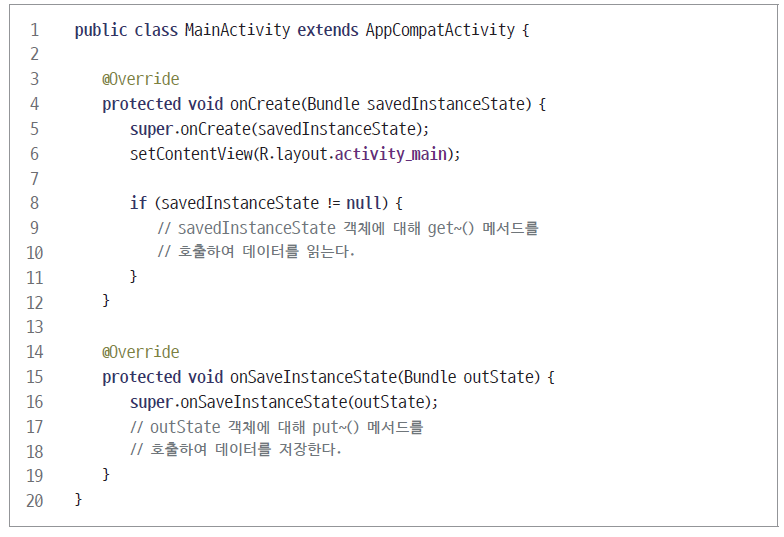 1 public class MainActivity extends AppCompatActivity {
2
3 @Override
4 protected void onCreate(Bundle savedInstanceState) {
5 super.onCreate(savedInstanceState);
6 setContentView(R.layout.activity_main);
7
8 if (savedInstanceState != null) {
9 // savedInstanceState 객체에 대해 get~() 메서드를
10 // 호출하여 데이터를 읽는다.
11 }
12 }
13
14 @Override
15 protected void onSaveInstanceState(Bundle outState) {
16 super.onSaveInstanceState(outState);
17 // outState 객체에 대해 put~() 메서드를
18 // 호출하여 데이터를 저장한다.
19 }
20 }